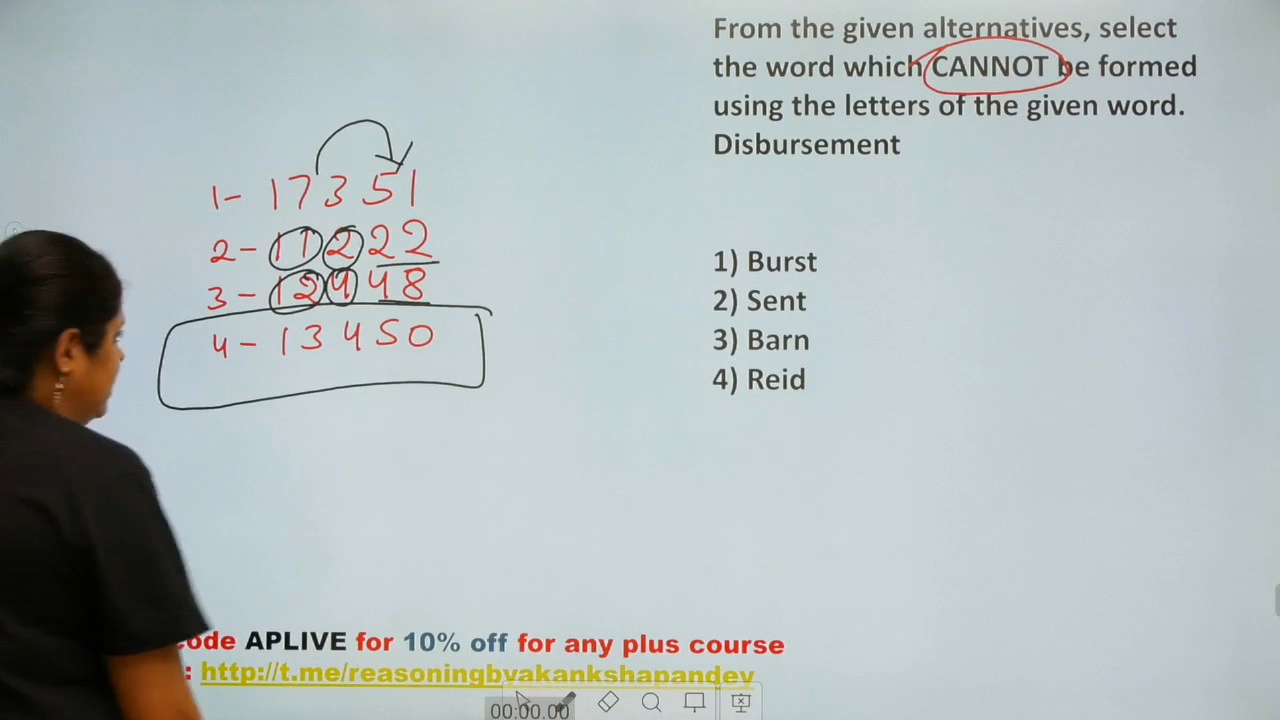 From the given alternatives, select
the word which CANNOT be formed
using the letters of the given word.
Disbursement
1) Burst
2) Sent
3) Barn
4) Reid
1- 17351
2- 11222
3- 12448
4- 13450
code APLIVE for 10% off for any plus course
: http://t.me/reasoningbyakankshapandey
00:00.00